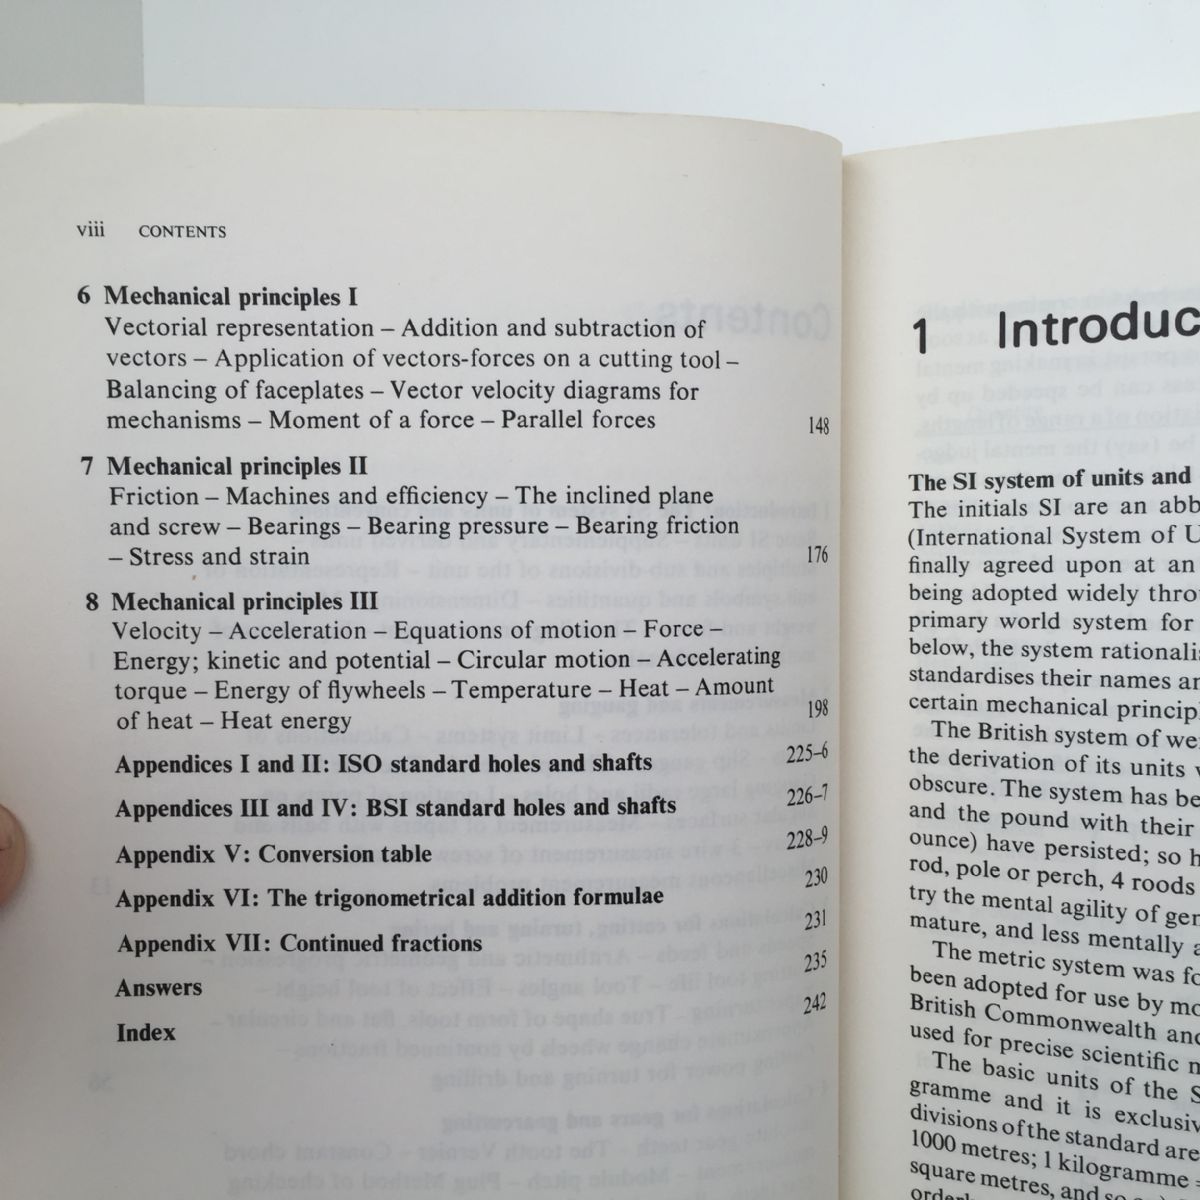 viii CONTENTS
6 Mechanical principles I
Vectorial representation – Addition and subtraction of
vectors – Application of vectors-forces on a cutting tool –
Balancing of faceplates – Vector velocity diagrams for
mechanisms – Moment of a force – Parallel forces 148
7 Mechanical principles II
Friction – Machines and efficiency – The inclined plane
and screw – Bearings – Bearing pressure – Bearing friction
– Stress and strain 176
8 Mechanical principles III
Velocity – Acceleration – Equations of motion – Force –
Energy; kinetic and potential – Circular motion – Accelerating
torque – Energy of flywheels – Temperature – Heat – Amount
of heat – Heat energy 198
Appendices I and II: ISO standard holes and shafts 225–6
Appendices III and IV: BSI standard holes and shafts 226–7
Appendix V: Conversion table 228–9
Appendix VI: The trigonometrical addition formulae 230
Appendix VII: Continued fractions 231
Answers 235
Index 242
1 Introduc
The SI system of units and
The initials SI are an abb
(International System of U
finally agreed upon at an
being adopted widely thro
primary world system for
below, the system rationalis
standardises their names an
certain mechanical principl
The British system of we
the derivation of its units
obscure. The system has be
and the pound with their
ounce) have persisted; so h
rod, pole or perch, 4 roods
try the mental agility of gen
mature, and less mentally a
The metric system was fo
been adopted for use by mo
British Commonwealth and
used for precise scientific
The basic units of the S
gramme and it is exclusiv
divisions of the standard are
1000 metres; 1 kilogramme =
square metres, and so